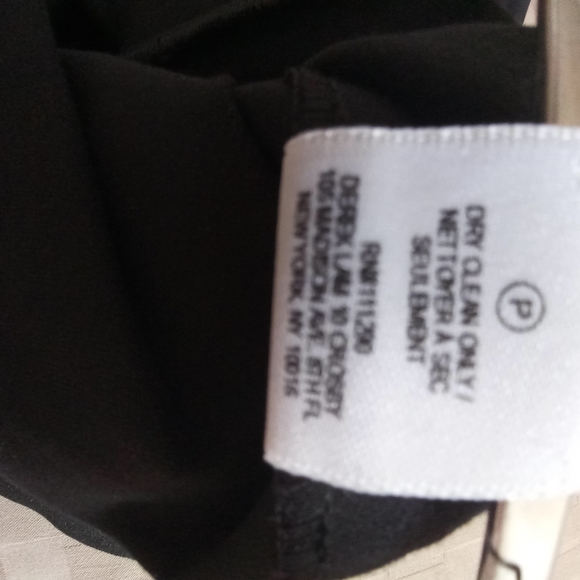 P
DRY CLEAN ONLY /
NETTOYER À SEC
SEULEMENT
RN#111290
DEREK LAM 10 CROSBY
105 MADISON AVE., 8TH FL
NEW YORK, NY 10016